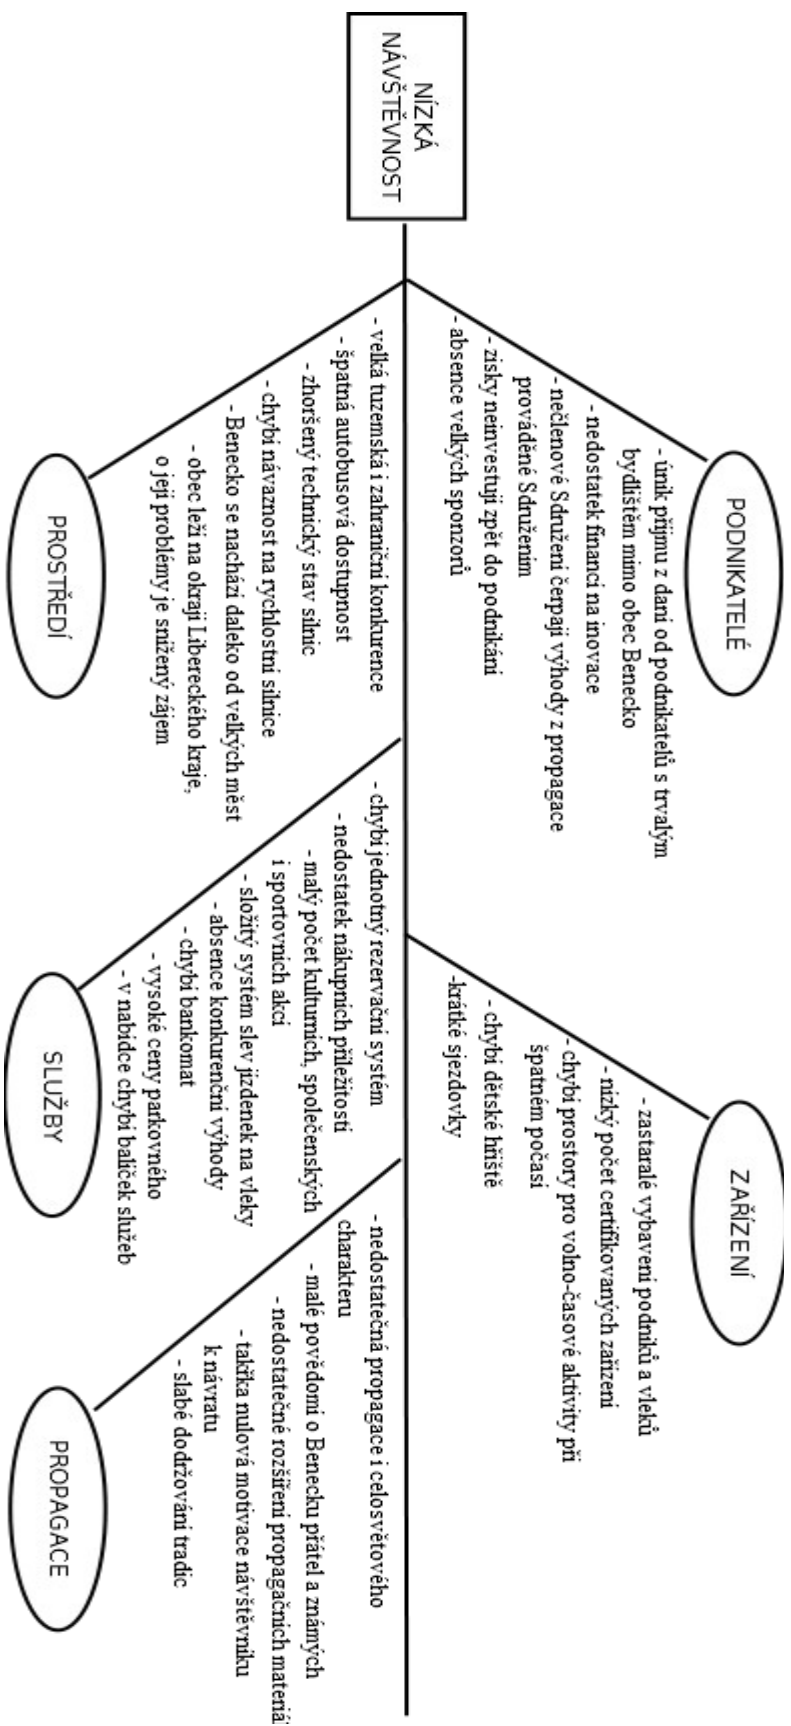 PODNIKATELÉ
- únik příjmu z daní od podnikatelů s trvalým
bydlištěm mimo obec Benecko
- nedostatek financí na inovace
- nečlenové Sdružení čerpají výhody z propagace
prováděné Sdružením
- zisky neinvestují zpět do podnikání
- absence velkých sponzorů
ZAŘÍZENÍ
- zastaralé vybavení podniků a vleků
- nízký počet certifikovaných zařízení
- chybí prostory pro volno-časové aktivity při
špatném počasí
- chybí dětské hřiště
-krátké sjezdovky
NÍZKÁ
NÁVŠTĚVNOST
- velká tuzemská i zahraniční konkurence
- špatná autobusová dostupnost
- zhoršený technický stav silnic
- chybí návaznost na rychlostní silnice
- Benecko se nachází daleko od velkých měst
- obec leží na okraji Libereckého kraje,
o její problémy je snížený zájem
PROSTŘEDÍ
- chybí jednotný rezervační systém
- nedostatek nákupních příležitostí
- malý počet kulturních, společenských
i sportovních akcí
- složitý systém slev jízdenek na vleky
- absence konkurenční výhody
- chybí bankomat
- vysoké ceny parkovného
- v nabídce chybí balíček služeb
SLUŽBY
- nedostatečná propagace i celosvětového
charakteru
- malé povědomí o Benecku přátel a známých
- nedostatečné rozšíření propagačních materiál
- takřka nulová motivace návštěvníku
k návratu
- slabé dodržování tradic
PROPAGACE